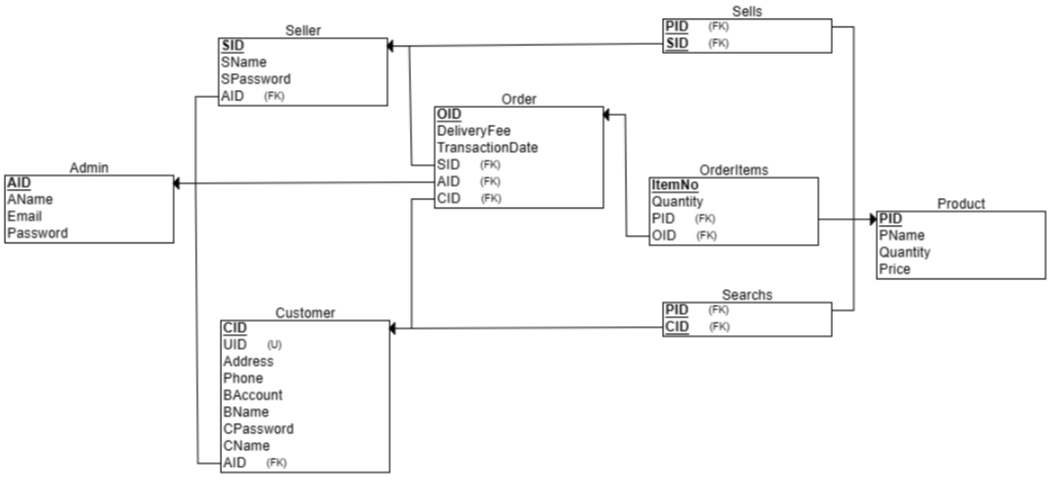 Sells
PID (FK)
SID (FK)
Seller
SID
SName
SPassword
AID (FK)
Order
OID
DeliveryFee
TransactionDate
SID (FK)
AID (FK)
CID (FK)
Admin
AID
AName
Email
Password
OrderItems
ItemNo
Quantity
PID (FK)
OID (FK)
Product
PID
PName
Quantity
Price
Searchs
PID (FK)
CID (FK)
Customer
CID
UID (U)
Address
Phone
BAccount
BName
CPassword
CName
AID (FK)